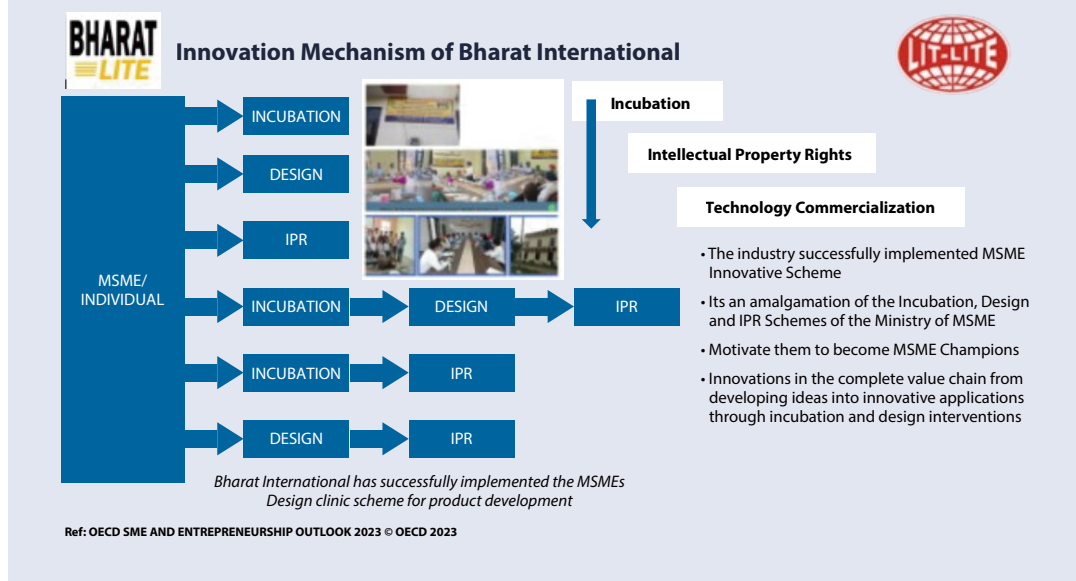 BHARAT
LITE
Innovation Mechanism of Bharat International
LIT-LITE
MSME/
INDIVIDUAL
INCUBATION
DESIGN
IPR
INCUBATION
DESIGN
IPR
INCUBATION
IPR
DESIGN
IPR
Incubation
Intellectual Property Rights
Technology Commercialization
• The industry successfully implemented MSME
Innovative Scheme
• Its an amalgamation of the Incubation, Design
and IPR Schemes of the Ministry of MSME
• Motivate them to become MSME Champions
• Innovations in the complete value chain from
developing ideas into innovative applications
through incubation and design interventions
Bharat International has successfully implemented the MSMEs
Design clinic scheme for product development
Ref: OECD SME AND ENTREPRENEURSHIP OUTLOOK 2023 © OECD 2023